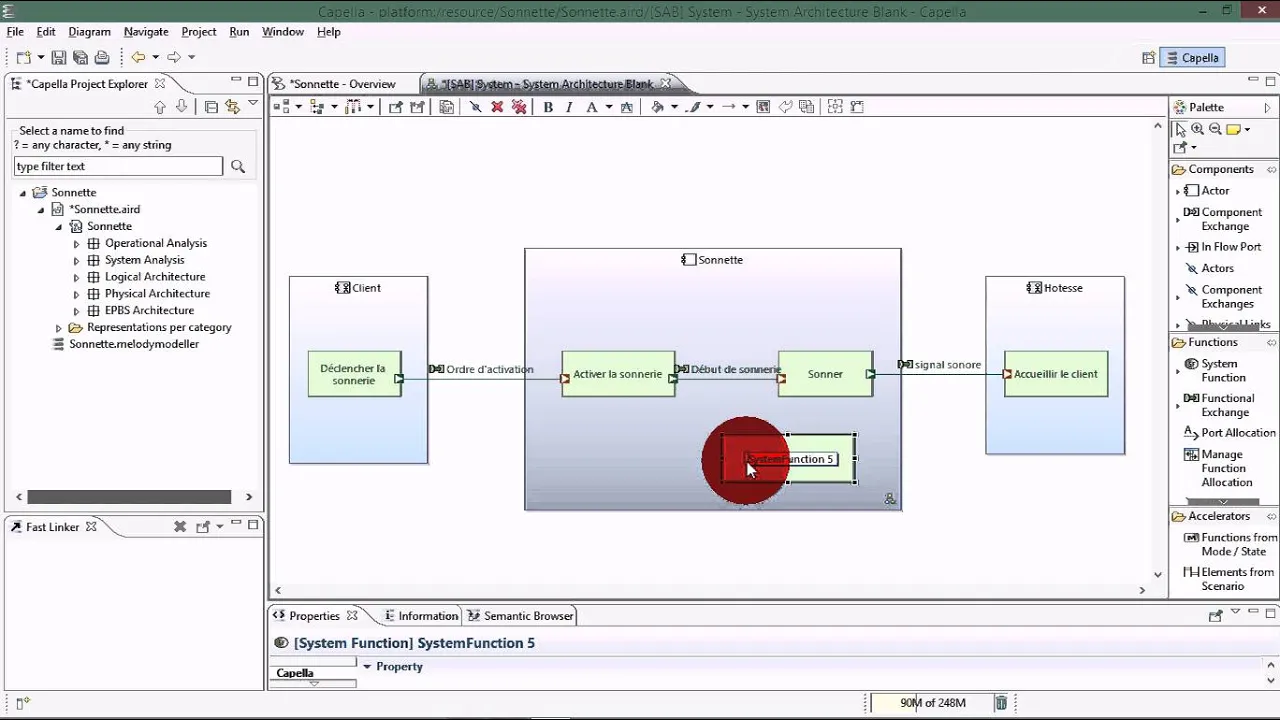 Capella - platform:/resource/Sonnette/Sonnette.aird/[SAB] System - System Architecture Blank - Capella
File Edit Diagram Navigate Project Run Window Help
Capella
*Capella Project Explorer
*Sonnette - Overview
*[SAB] System - System Architecture Blank
Select a name to find
? = any character, * = any string
type filter text
Sonnette
*Sonnette.aird
Sonnette
Operational Analysis
System Analysis
Logical Architecture
Physical Architecture
EPBS Architecture
Representations per category
Sonnette.melodymodeller
Fast Linker
Sonnette
Client
Hotesse
Déclencher la
sonnerie
Ordre d'activation
Activer la sonnerie
Début de sonnerie
Sonner
signal sonore
Accueillir le client
SystemFunction 5
Palette
Components
Actor
Component
Exchange
In Flow Port
Actors
Component
Exchanges
Physical Links
Functions
System
Function
Functional
Exchange
Port Allocation
Manage
Function
Allocation
Accelerators
Functions from
Mode / State
Elements from
Scenario
Properties
Information
Semantic Browser
[System Function] SystemFunction 5
Capella
Property
90M of 248M